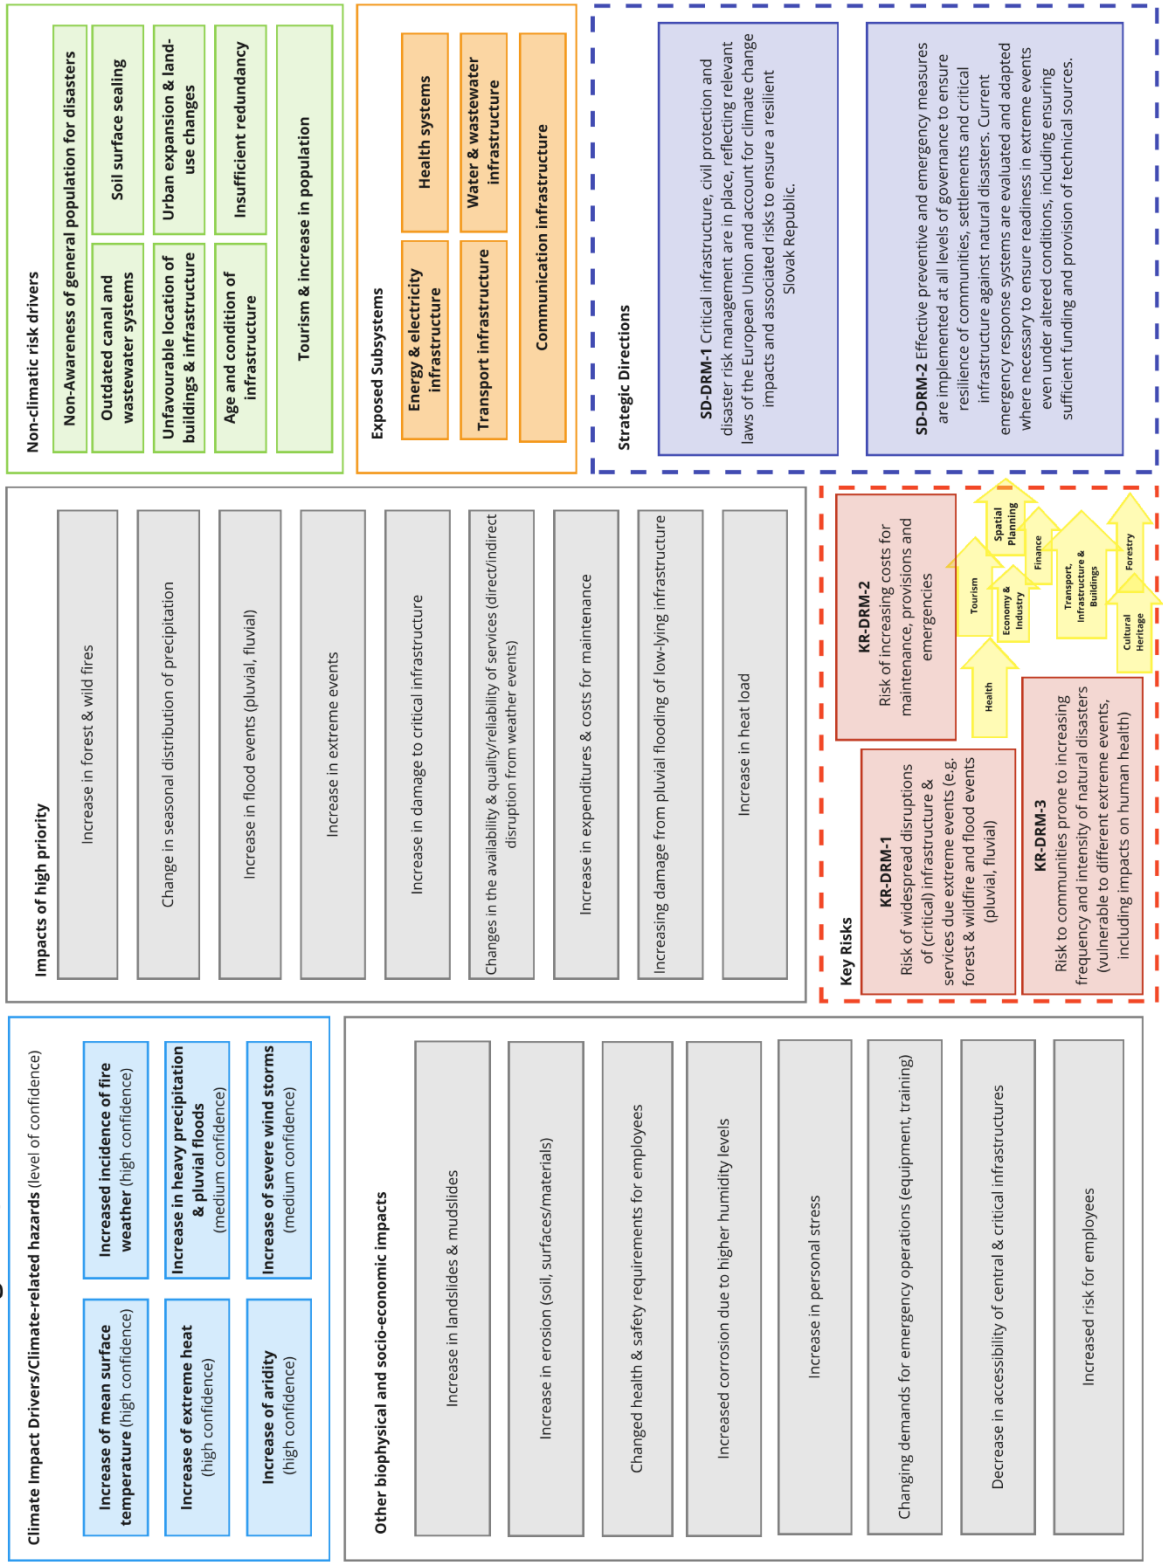 Climate Impact Drivers/Climate-related hazards (level of confidence)
Increase of mean surface
temperature (high confidence)
Increased incidence of fire
weather (high confidence)
Increase of extreme heat
(high confidence)
Increase in heavy precipitation
& pluvial floods
(medium confidence)
Increase of aridity
(high confidence)
Increase of severe wind storms
(medium confidence)
Other biophysical and socio-economic impacts
Increase in landslides & mudslides
Increase in erosion (soil, surfaces/materials)
Changed health & safety requirements for employees
Increased corrosion due to higher humidity levels
Increase in personal stress
Changing demands for emergency operations (equipment, training)
Decrease in accessibility of central & critical infrastructures
Increased risk for employees
Impacts of high priority
Increase in forest & wild fires
Change in seasonal distribution of precipitation
Increase in flood events (pluvial, fluvial)
Increase in extreme events
Increase in damage to critical infrastructure
Changes in the availability & quality/reliability of services (direct/indirect
disruption from weather events)
Increase in expenditures & costs for maintenance
Increasing damage from pluvial flooding of low-lying infrastructure
Increase in heat load
Key Risks
KR-DRM-1
Risk of widespread disruptions
of (critical) infrastructure &
services due extreme events (e.g.
forest & wildfire and flood events
(pluvial, fluvial)
KR-DRM-2
Risk of increasing costs for
maintenance, provisions and
emergencies
KR-DRM-3
Risk to communities prone to increasing
frequency and intensity of natural disasters
(vulnerable to different extreme events,
including impacts on human health)
Health
Tourism
Economy &
Industry
Spatial
Planning
Finance
Transport,
Infrastructure &
Buildings
Cultural
Heritage
Forestry
Non-climatic risk drivers
Non-Awareness of general population for disasters
Outdated canal and
wastewater systems
Soil surface sealing
Unfavourable location of
buildings & infrastructure
Urban expansion & land-
use changes
Age and condition of
infrastructure
Insufficient redundancy
Tourism & increase in population
Exposed Subsystems
Energy & electricity
infrastructure
Health systems
Transport infrastructure
Water & wastewater
infrastructure
Communication infrastructure
Strategic Directions
SD-DRM-1 Critical infrastructure, civil protection and
disaster risk management are in place, reflecting relevant
laws of the European Union and account for climate change
impacts and associated risks to ensure a resilient
Slovak Republic.
SD-DRM-2 Effective preventive and emergency measures
are implemented at all levels of governance to ensure
resilience of communities, settlements and critical
infrastructure against natural disasters. Current
emergency response systems are evaluated and adapted
where necessary to ensure readiness in extreme events
even under altered conditions, including ensuring
sufficient funding and provision of technical sources.